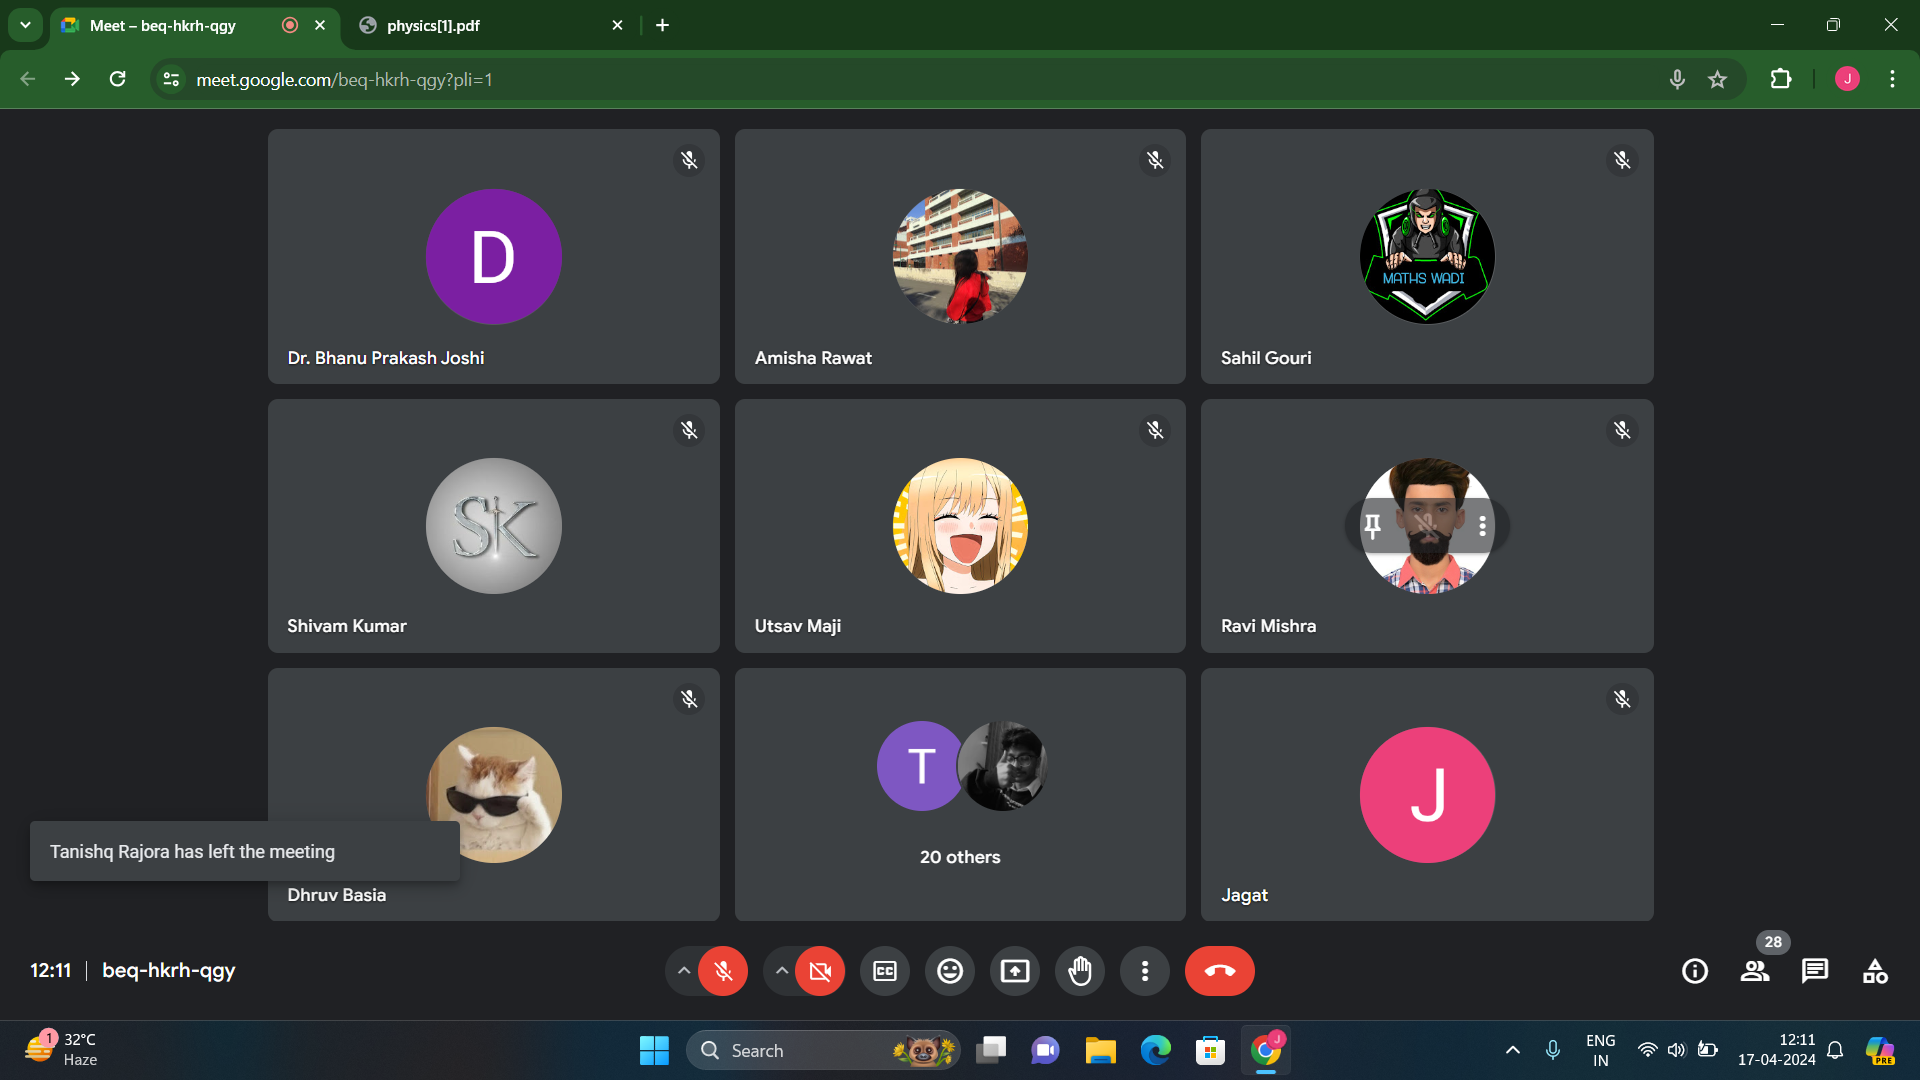 Meet – beq-hkrh-qgy
physics[1].pdf
meet.google.com/beq-hkrh-qgy?pli=1
J
D
Dr. Bhanu Prakash Joshi
Amisha Rawat
MATHS WADI
Sahil Gouri
SK
Shivam Kumar
Utsav Maji
Ravi Mishra
Dhruv Basia
T
20 others
J
Jagat
Tanishq Rajora has left the meeting
12:11 | beq-hkrh-qgy
CC
28
1
32°C
Haze
Search
J
ENG
IN
12:11
17-04-2024
PRE